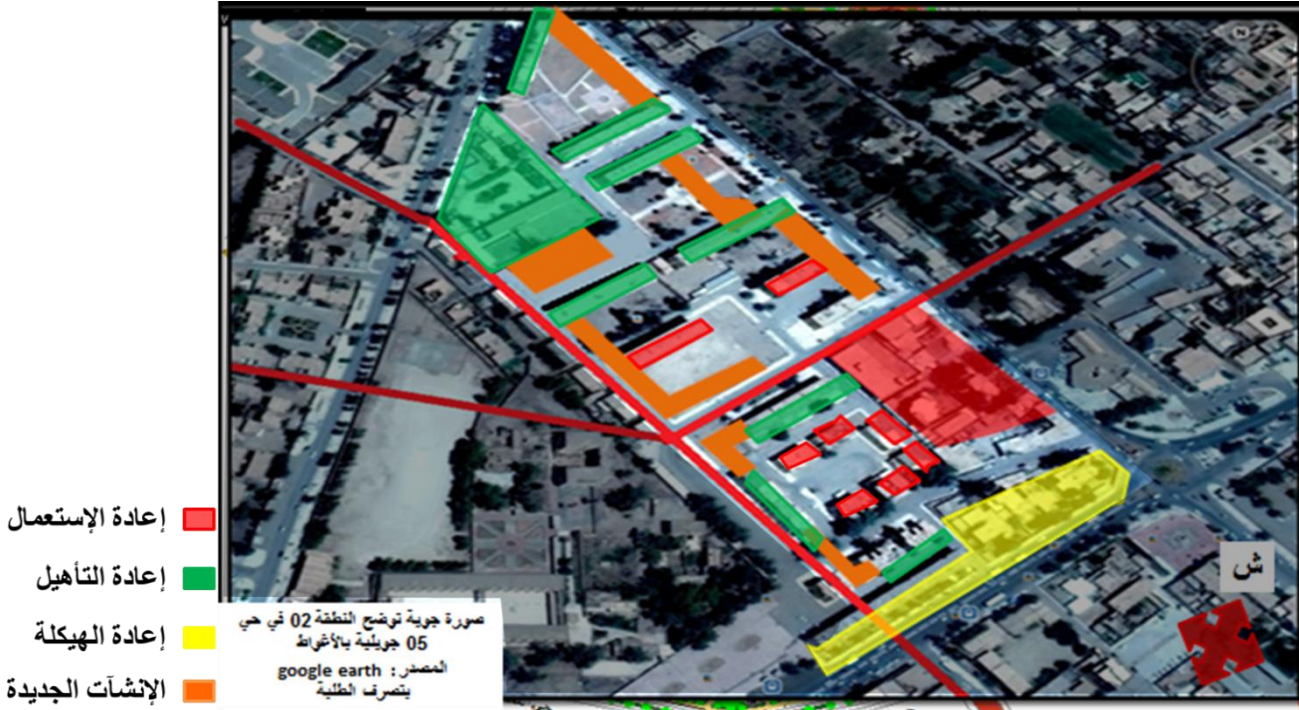 إعادة الإستعمال
إعادة التأهيل
إعادة الهيكلة
الإنشآت الجديدة
صورة جوية توضح النطقة 02 في حي
05 جويلية بالأغواط
المصدر : google earth
بتصرف الطلبة
ش